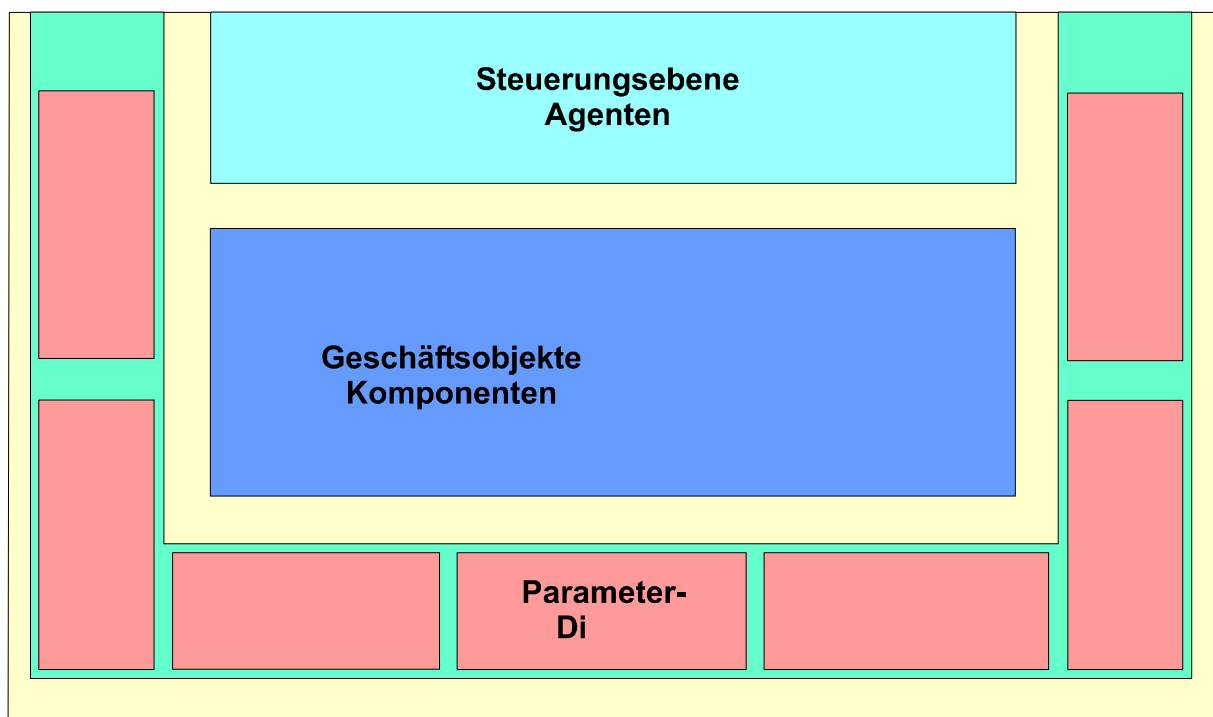 Steuerungsebene
Agenten
Geschäftsobjekte
Komponenten
Parameter-
Di